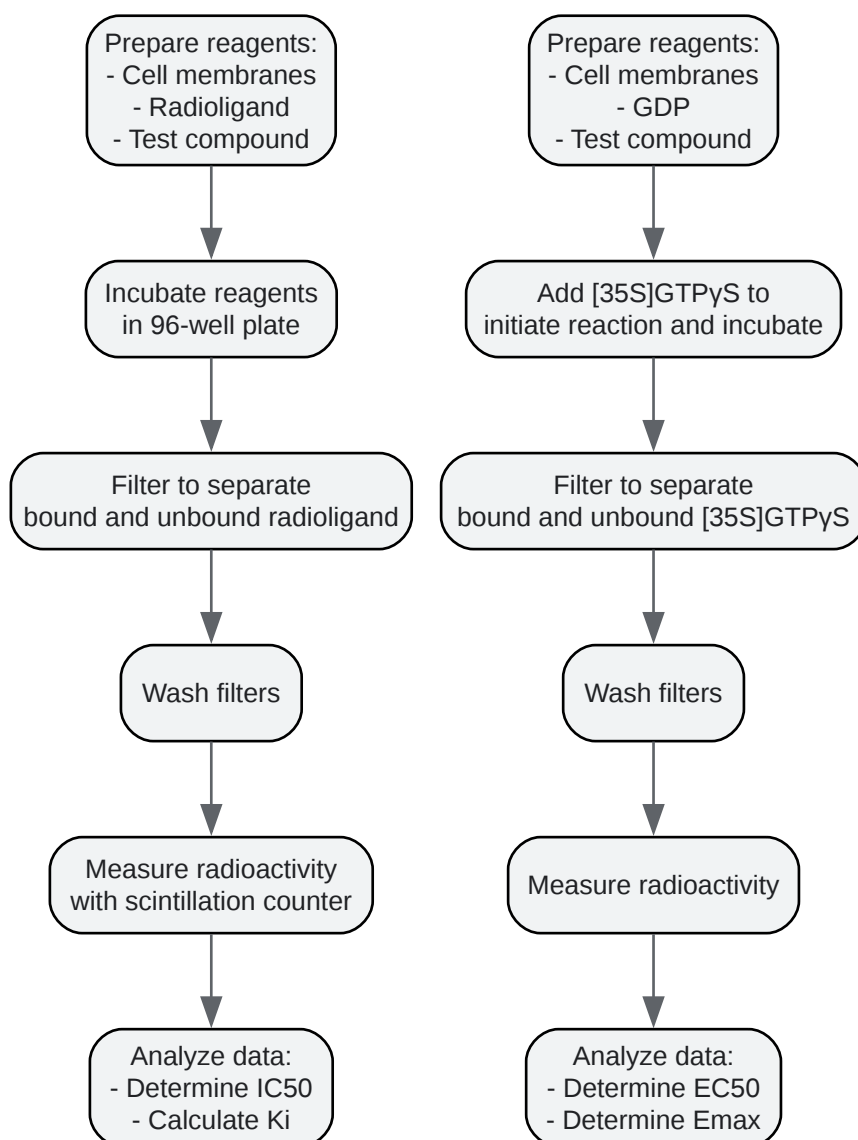 Prepare reagents:
- Cell membranes
- Radioligand
- Test compound
Incubate reagents
in 96-well plate
Filter to separate
bound and unbound radioligand
Wash filters
Measure radioactivity
with scintillation counter
Analyze data:
- Determine IC50
- Calculate Ki
Prepare reagents:
- Cell membranes
- GDP
- Test compound
Add [35S]GTPγS to
initiate reaction and incubate
Filter to separate
bound and unbound [35S]GTPγS
Wash filters
Measure radioactivity
Analyze data:
- Determine EC50
- Determine Emax